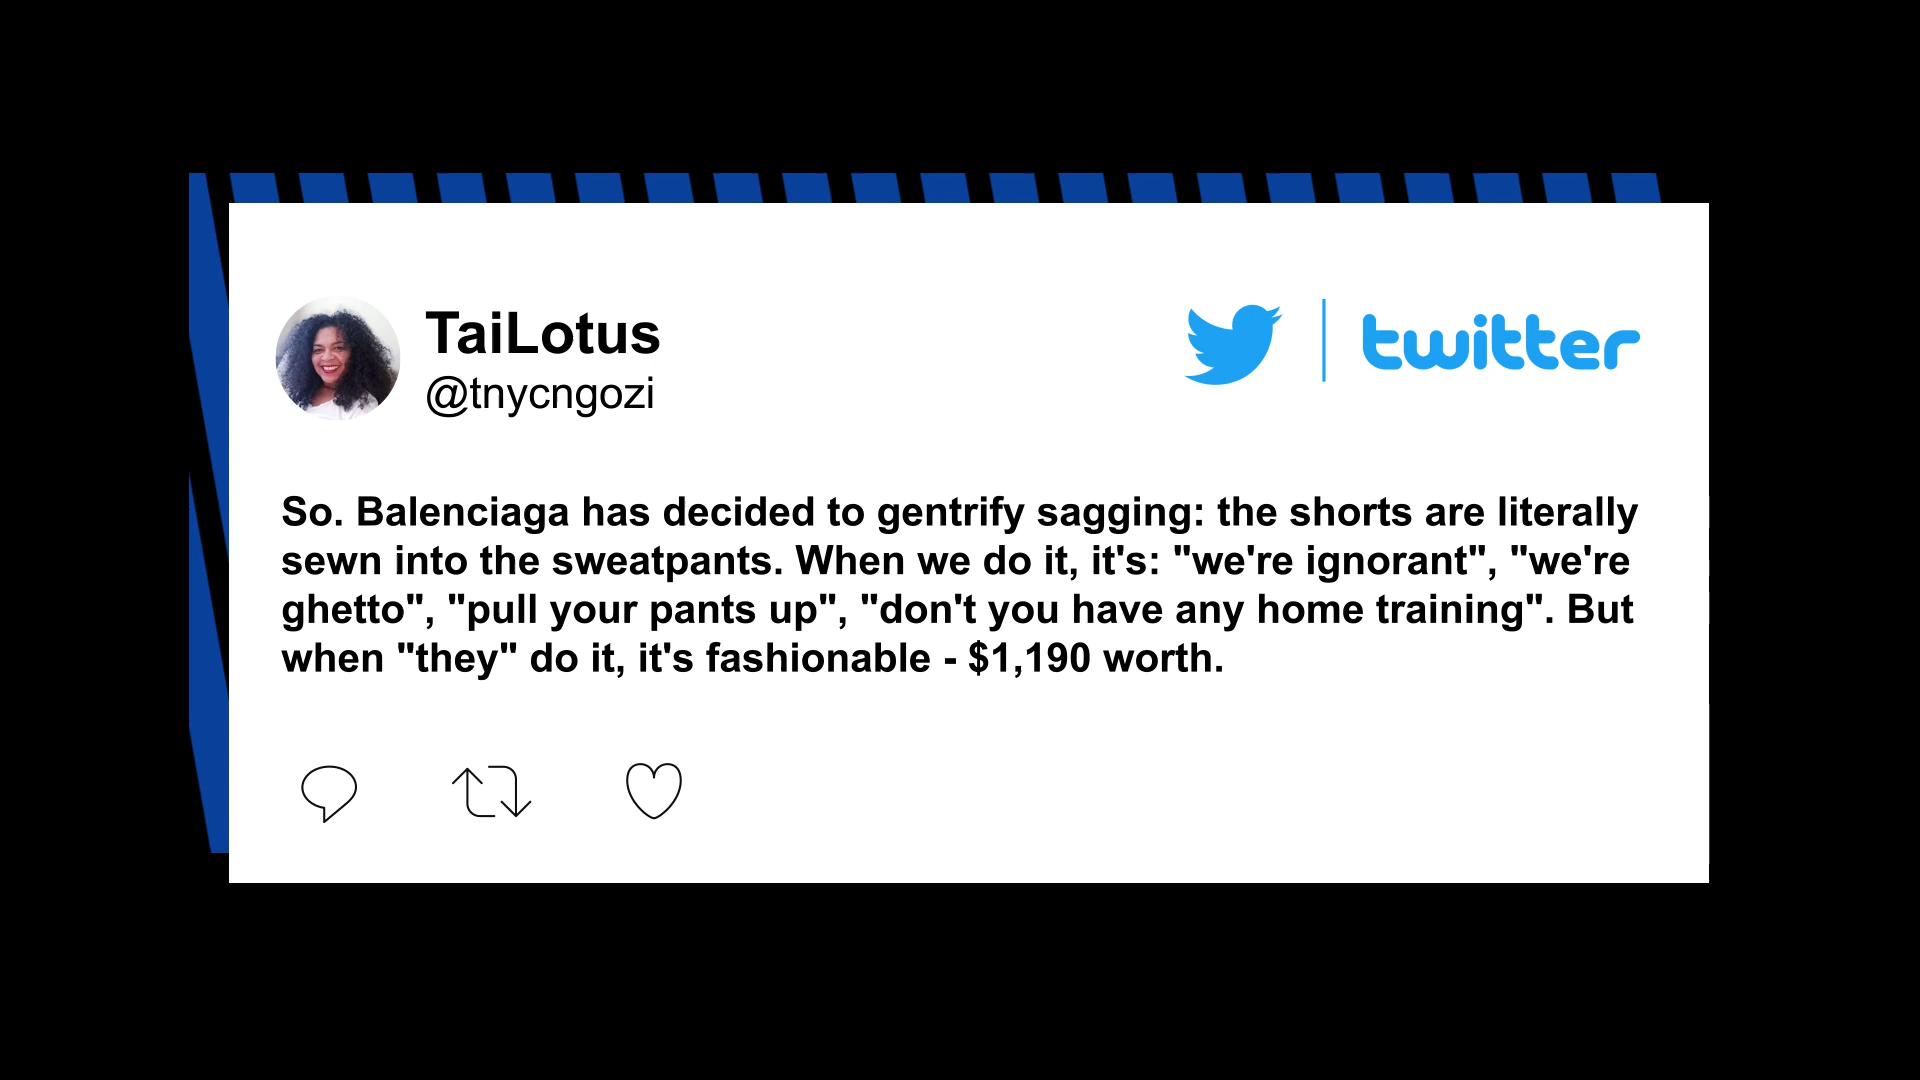 TaiLotus
@tnycngozi
twitter
So. Balenciaga has decided to gentrify sagging: the shorts are literally
sewn into the sweatpants. When we do it, it's: "we're ignorant", "we're
ghetto", "pull your pants up", "don't you have any home training". But
when "they" do it, it's fashionable - $1,190 worth.